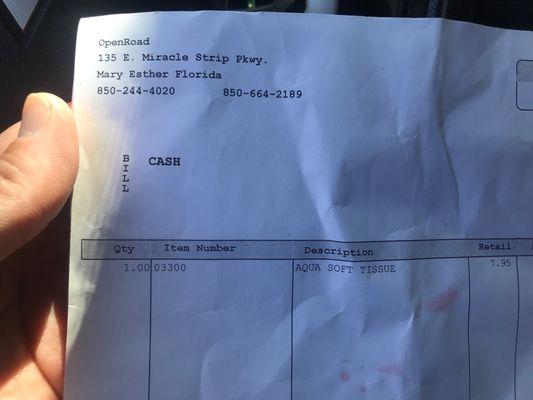 OpenRoad
135 E. Miracle Strip Pkwy.
Mary Esther Florida
850-244-4020 850-664-2189
BILL CASH
Qty Item Number Description Retail
1.00 03300 AQUA SOFT TISSUE 7.95